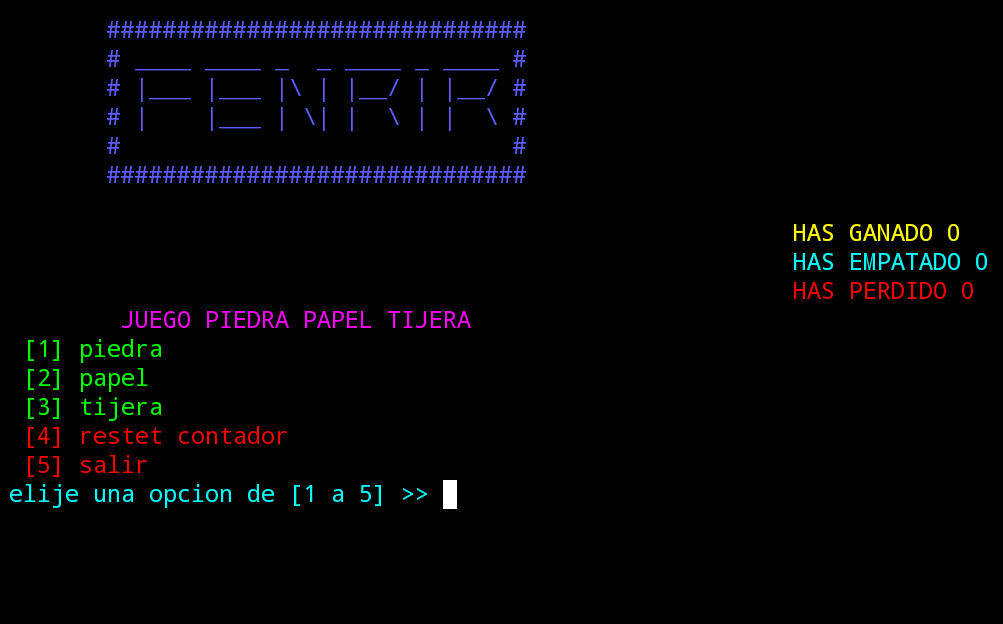 ##############################
# ____ ____ _  _ ____ _ ____ #
# |___ |___ |\ | |__/ | |__/ #
# |    |___ | \| |  \ | |  \ #
#                            #
##############################
HAS GANADO 0
HAS EMPATADO 0
HAS PERDIDO 0
JUEGO PIEDRA PAPEL TIJERA
[1] piedra
[2] papel
[3] tijera
[4] restet contador
[5] salir
elije una opcion de [1 a 5] >>